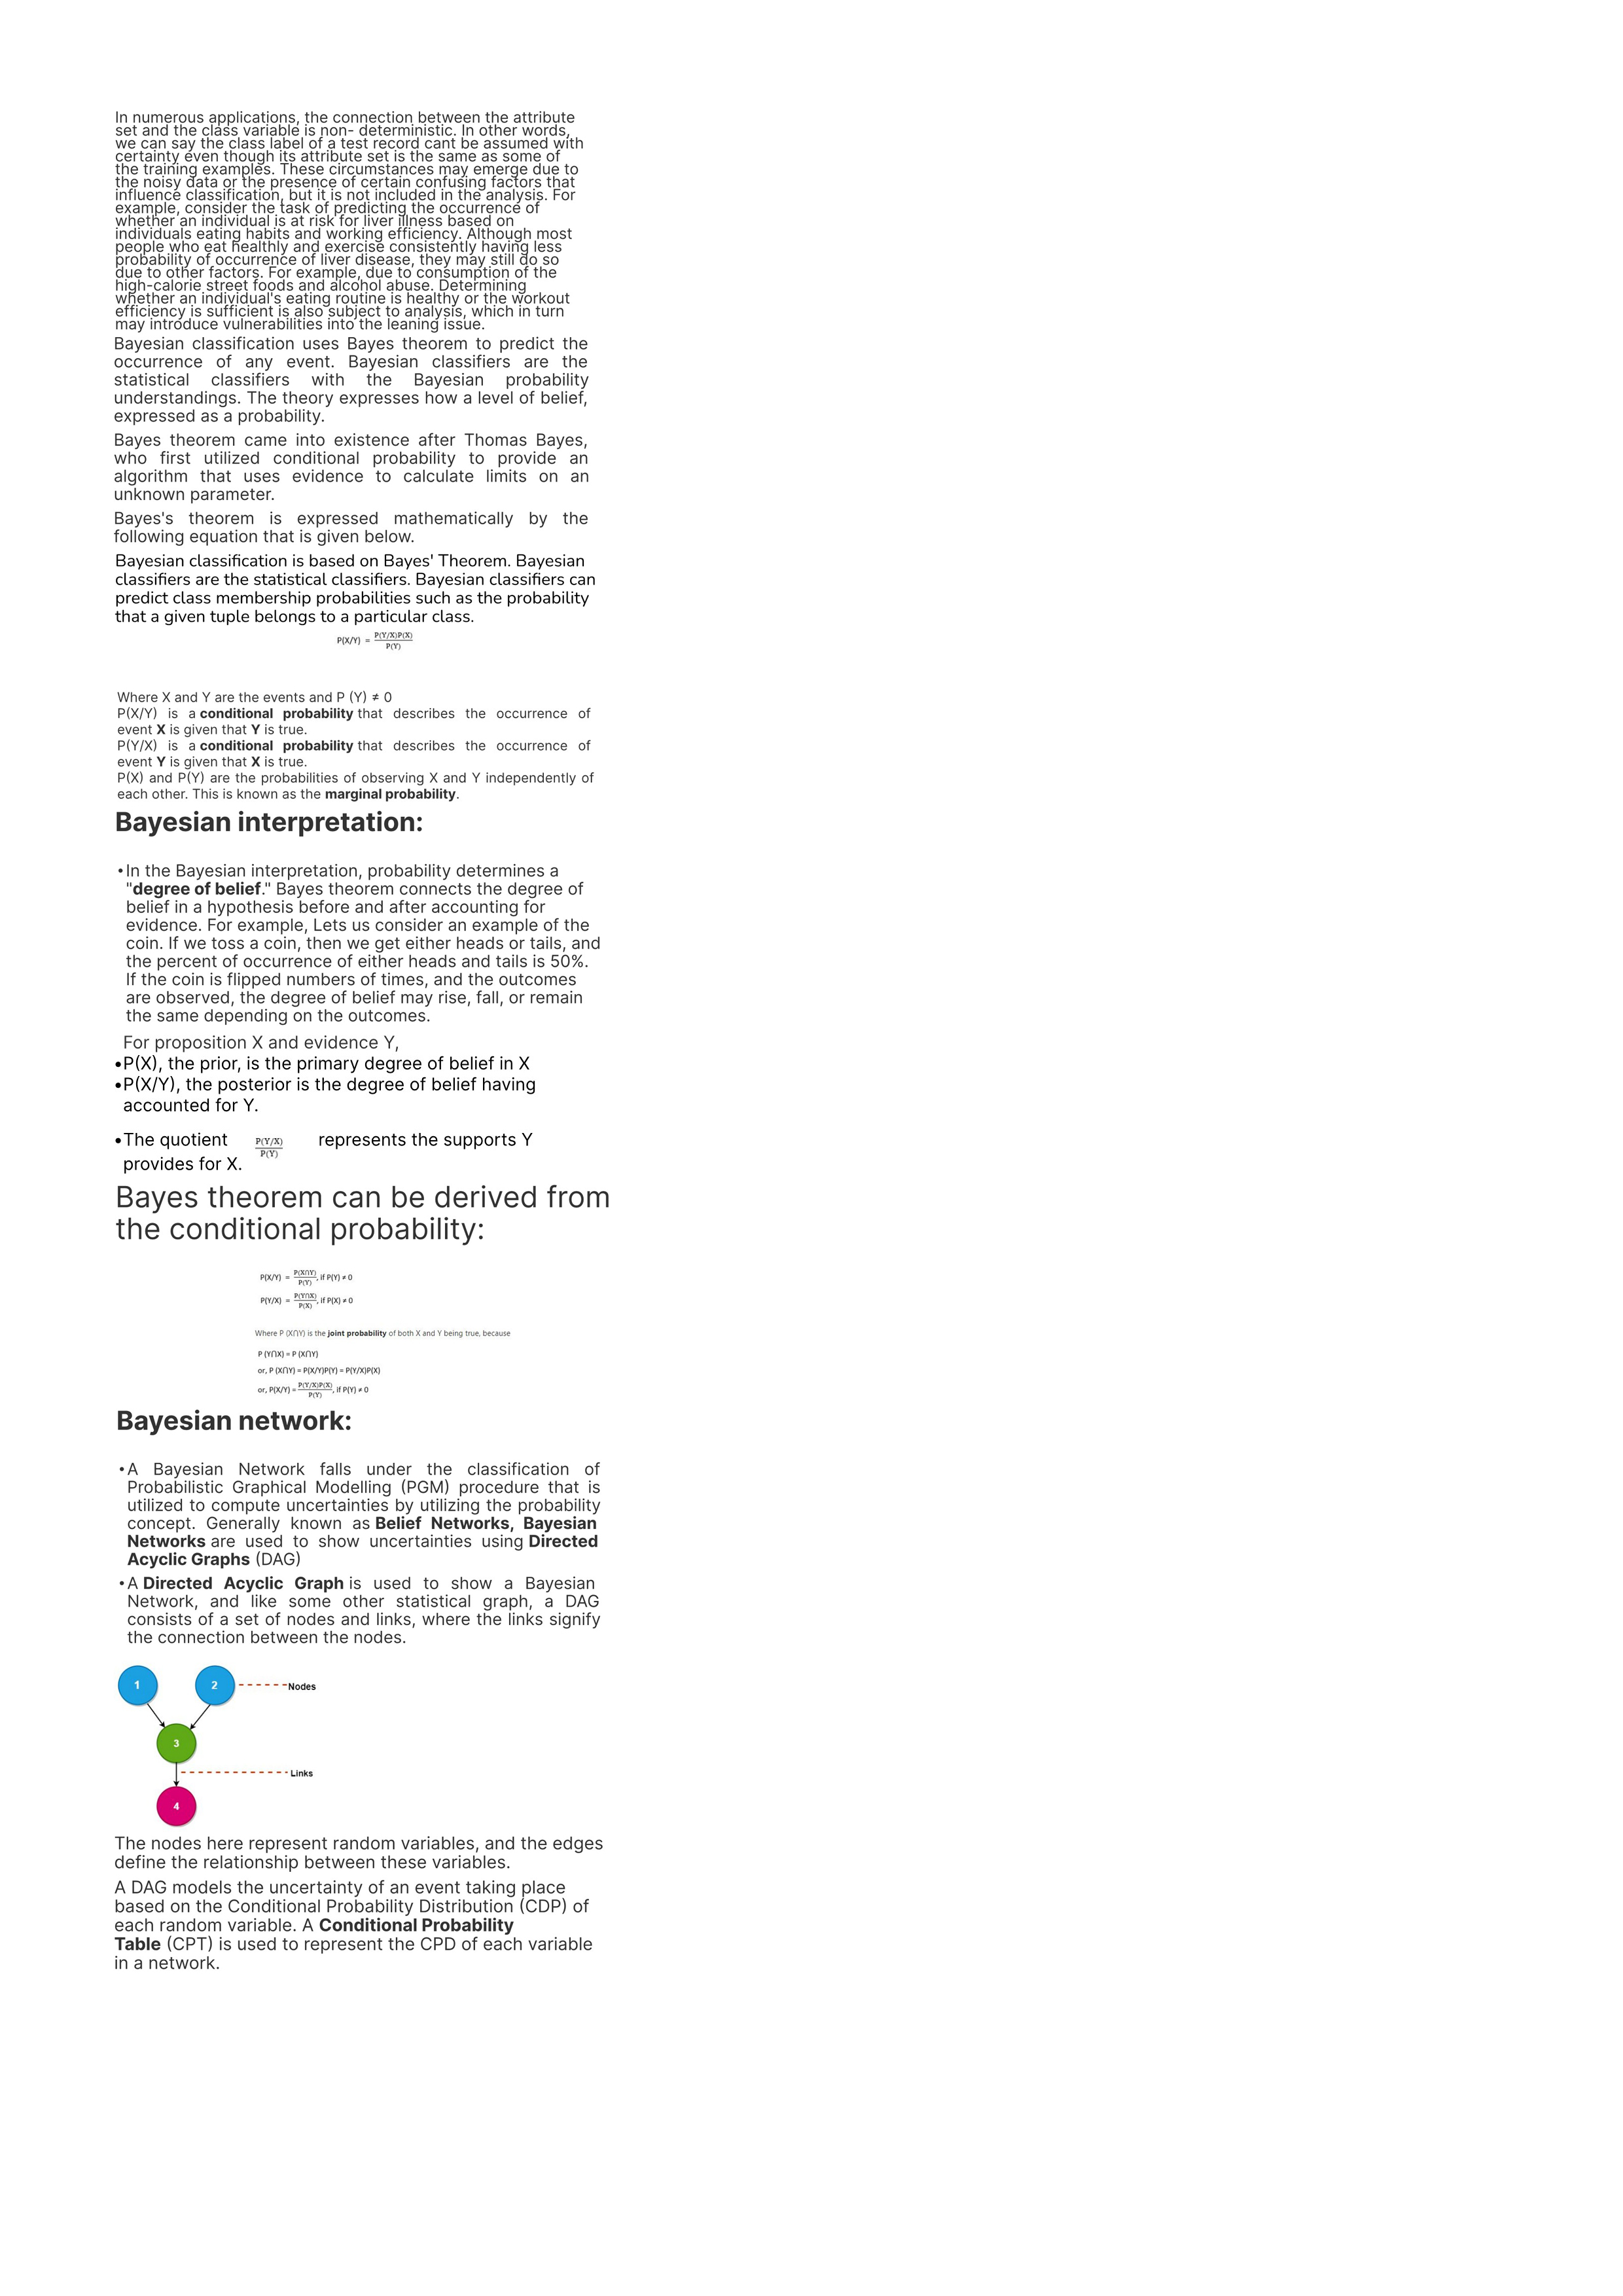 In numerous applications, the connection between the attribute
set and the class variable is non- deterministic. In other words,
we can say the class label of a test record cant be assumed with
certainty even though its attribute set is the same as some of
the training examples. These circumstances may emerge due to
the noisy data or the presence of certain confusing factors that
influence classification, but it is not included in the analysis. For
example, consider the task of predicting the occurrence of
whether an individual is at risk for liver illness based on
individuals eating habits and working efficiency. Although most
people who eat healthly and exercise consistently having less
probability of occurrence of liver disease, they may still do so
due to other factors. For example, due to consumption of the
high-calorie street foods and alcohol abuse. Determining
whether an individual's eating routine is healthy or the workout
efficiency is sufficient is also subject to analysis, which in turn
may introduce vulnerabilities into the leaning issue.
Bayesian classification uses Bayes theorem to predict the
occurrence of any event. Bayesian classifiers are the
statistical classifiers with the Bayesian probability
understandings. The theory expresses how a level of belief,
expressed as a probability.
Bayes theorem came into existence after Thomas Bayes,
who first utilized conditional probability to provide an
algorithm that uses evidence to calculate limits on an
unknown parameter.
Bayes's theorem is expressed mathematically by the
following equation that is given below.
Bayesian classification is based on Bayes' Theorem. Bayesian
classifiers are the statistical classifiers. Bayesian classifiers can
predict class membership probabilities such as the probability
that a given tuple belongs to a particular class.
P(X/Y) = P(Y/X)P(X) / P(Y)
Where X and Y are the events and P (Y) ≠ 0
P(X/Y) is a conditional probability that describes the occurrence of
event X is given that Y is true.
P(Y/X) is a conditional probability that describes the occurrence of
event Y is given that X is true.
P(X) and P(Y) are the probabilities of observing X and Y independently of
each other. This is known as the marginal probability.
Bayesian interpretation:
• In the Bayesian interpretation, probability determines a
"degree of belief." Bayes theorem connects the degree of
belief in a hypothesis before and after accounting for
evidence. For example, Lets us consider an example of the
coin. If we toss a coin, then we get either heads or tails, and
the percent of occurrence of either heads and tails is 50%.
If the coin is flipped numbers of times, and the outcomes
are observed, the degree of belief may rise, fall, or remain
the same depending on the outcomes.
For proposition X and evidence Y,
•P(X), the prior, is the primary degree of belief in X
•P(X/Y), the posterior is the degree of belief having
accounted for Y.
•The quotient P(Y/X) / P(Y) represents the supports Y
provides for X.
Bayes theorem can be derived from
the conditional probability:
P(X/Y) = P(X⋂Y) / P(Y), if P(Y) ≠ 0
P(Y/X) = P(Y⋂X) / P(X), if P(X) ≠ 0
Where P (X⋂Y) is the joint probability of both X and Y being true, because
P (Y⋂X) = P (X⋂Y)
or, P (X⋂Y) = P(X/Y)P(Y) = P(Y/X)P(X)
or, P(X/Y) = P(Y/X)P(X) / P(Y), if P(Y) ≠ 0
Bayesian network:
• A Bayesian Network falls under the classification of
Probabilistic Graphical Modelling (PGM) procedure that is
utilized to compute uncertainties by utilizing the probability
concept. Generally known as Belief Networks, Bayesian
Networks are used to show uncertainties using Directed
Acyclic Graphs (DAG)
• A Directed Acyclic Graph is used to show a Bayesian
Network, and like some other statistical graph, a DAG
consists of a set of nodes and links, where the links signify
the connection between the nodes.
1 2 Nodes
3
Links
4
The nodes here represent random variables, and the edges
define the relationship between these variables.
A DAG models the uncertainty of an event taking place
based on the Conditional Probability Distribution (CDP) of
each random variable. A Conditional Probability
Table (CPT) is used to represent the CPD of each variable
in a network.